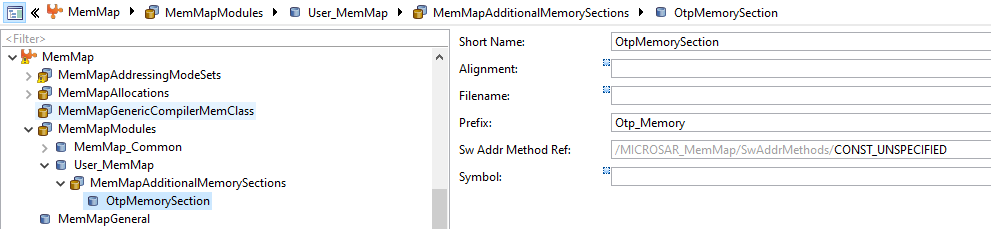 MemMap MemMapModules User_MemMap MemMapAdditionalMemorySections OtpMemorySection
<Filter>
MemMap
MemMapAddressingModeSets
MemMapAllocations
MemMapGenericCompilerMemClass
MemMapModules
MemMap_Common
User_MemMap
MemMapAdditionalMemorySections
OtpMemorySection
MemMapGeneral
Short Name: OtpMemorySection
Alignment:
Filename:
Prefix: Otp_Memory
Sw Addr Method Ref: /MICROSAR_MemMap/SwAddrMethods/CONST_UNSPECIFIED
Symbol: